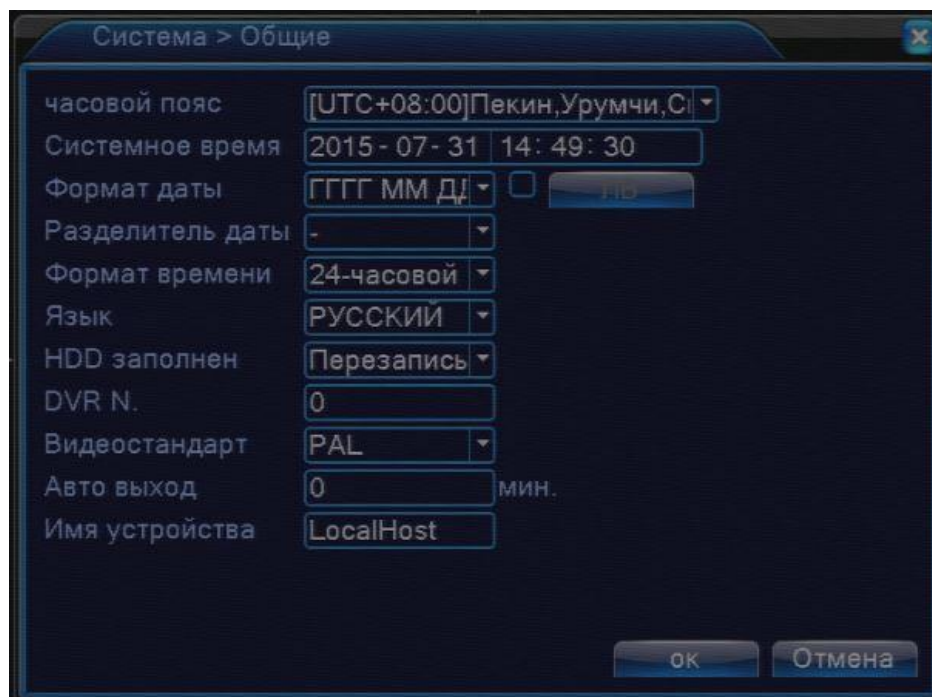 Система > Общие
часовой пояс [UTC+08:00]Пекин,Урумчи,Си
Системное время 2015 - 07 - 31 14: 49: 30
Формат даты ГГГГ ММ ДД
Разделитель даты -
Формат времени 24-часовой
Язык РУССКИЙ
HDD заполнен Перезапись
DVR N. 0
Видеостандарт PAL
Авто выход 0 мин.
Имя устройства LocalHost
ок Отмена